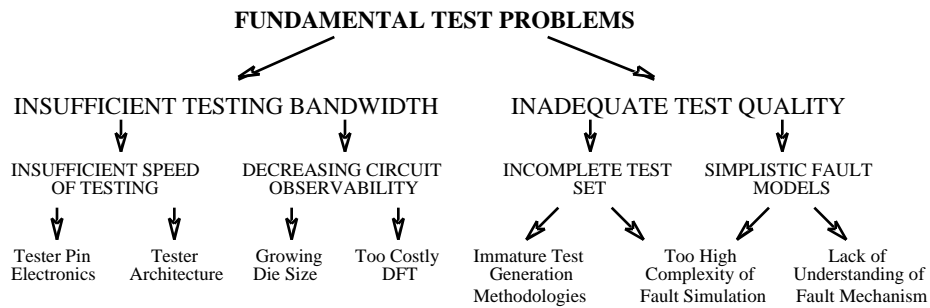 FUNDAMENTAL TEST PROBLEMS
INSUFFICIENT TESTING BANDWIDTH
INADEQUATE TEST QUALITY
INSUFFICIENT SPEED
OF TESTING
DECREASING CIRCUIT
OBSERVABILITY
INCOMPLETE TEST
SET
SIMPLISTIC FAULT
MODELS
Tester Pin
Electronics
Tester
Architecture
Growing
Die Size
Too Costly
DFT
Immature Test
Generation
Methodologies
Too High
Complexity of
Fault Simulation
Lack of
Understanding of
Fault Mechanism